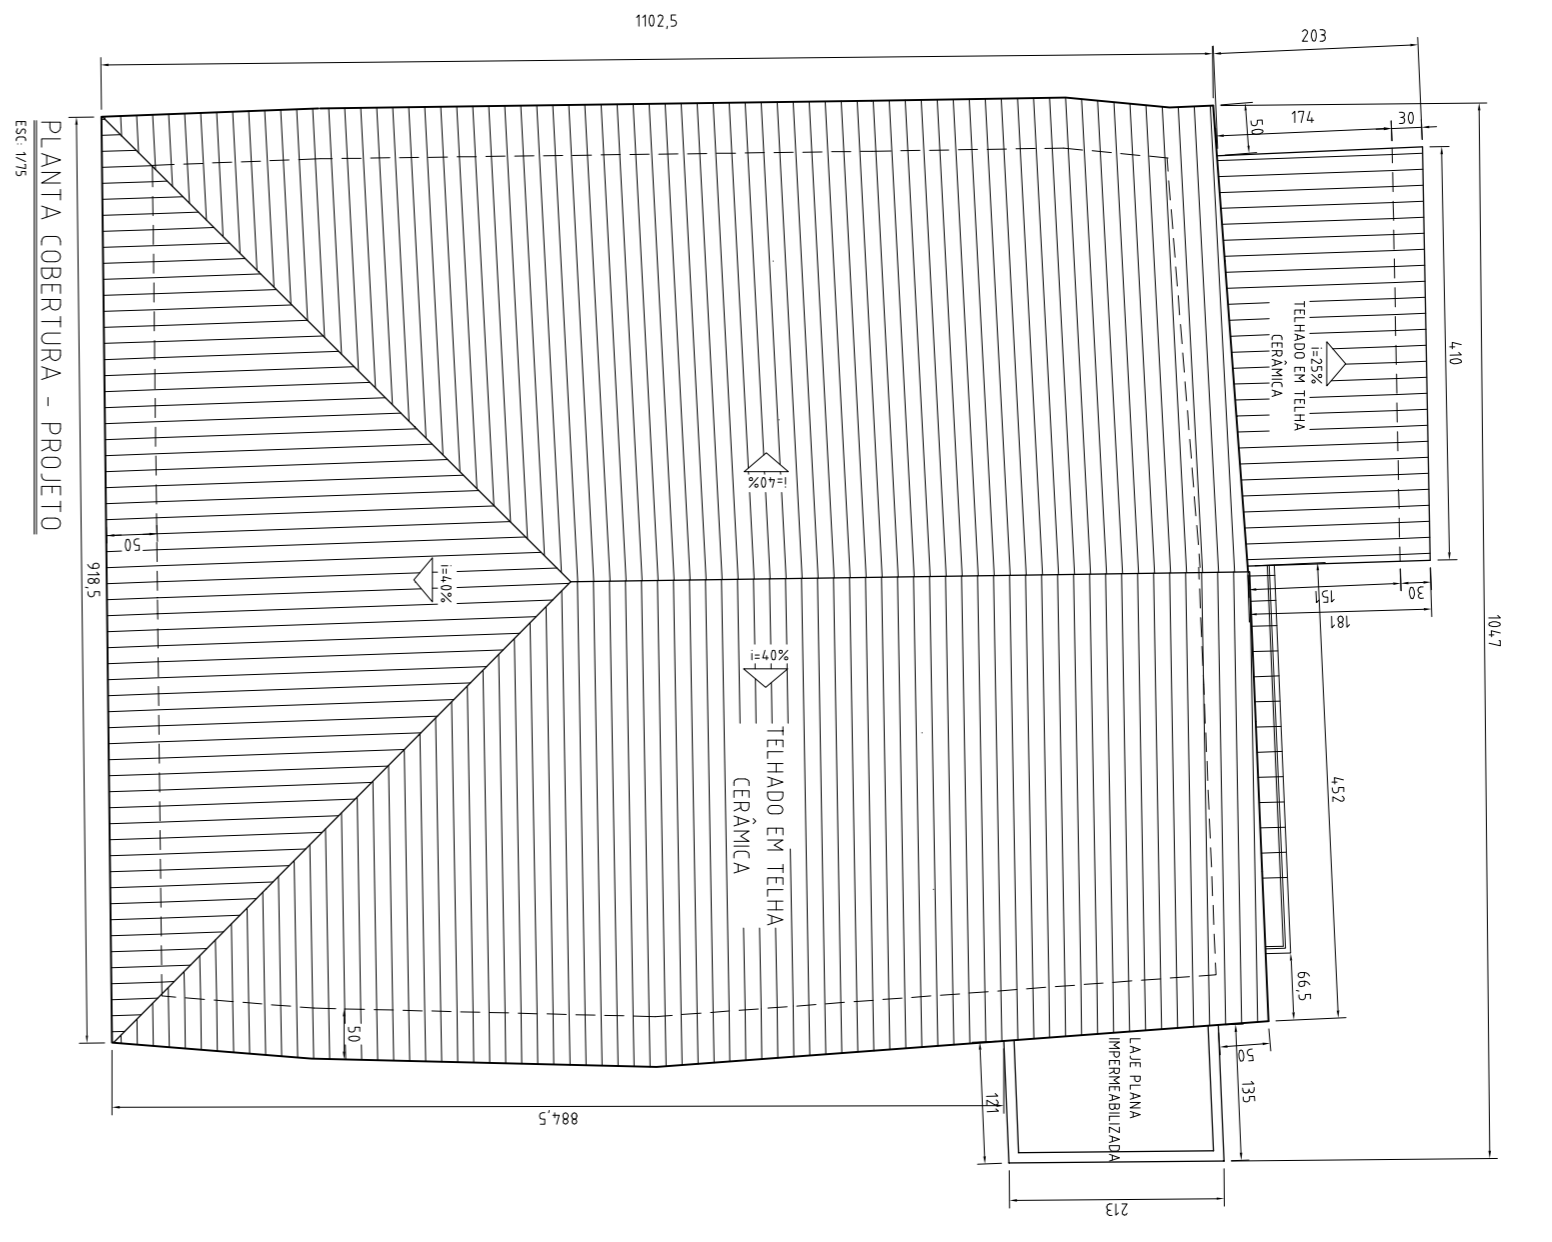 PLANTA COBERTURA - PROJETO
ESC: 1/75
1102,5
203
174
30
50
410
TELHADO EM TELHA
CERÂMICA
i=25%
i=40%
918,5
50
i=40%
i=40%
TELHADO EM TELHA
CERÂMICA
151
30
181
1047
452
66,5
50
50
884,5
121
135
LAJE PLANA
IMPERMEABILIZADA
213